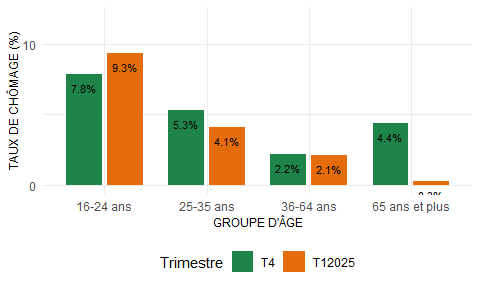 TAUX DE CHÔMAGE (%)
10
0
7.8%
9.3%
5.3%
4.1%
2.2%
2.1%
4.4%
16-24 ans
25-35 ans
36-64 ans
65 ans et plus
GROUPE D'ÂGE
Trimestre
T4
T12025